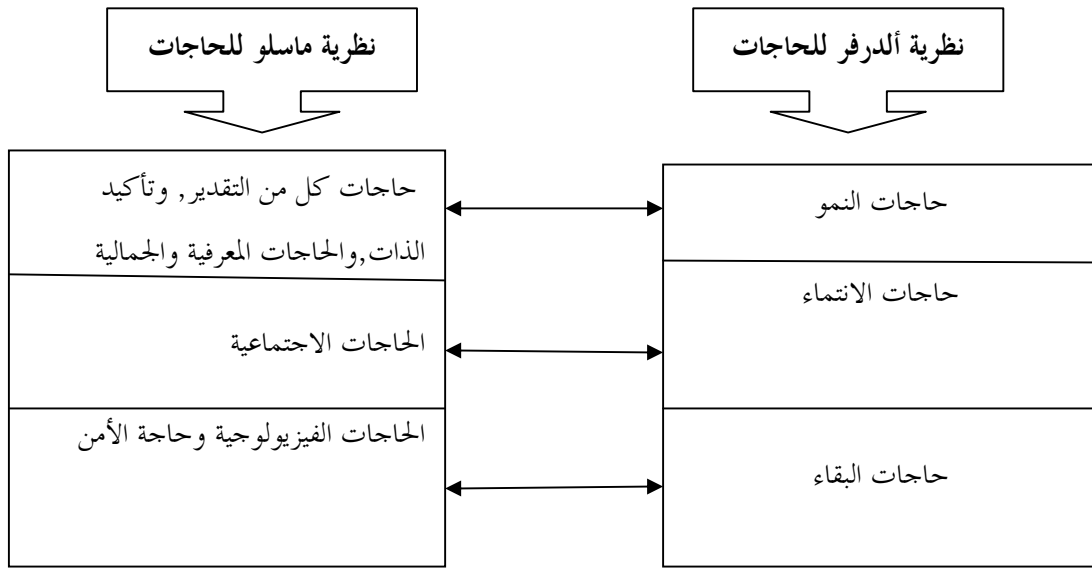 نظرية ألدرفر للحاجات
نظرية ماسلو للحاجات
حاجات النمو
حاجات كل من التقدير, وتأكيد
الذات,والحاجات المعرفية والجمالية
حاجات الانتماء
الحاجات الاجتماعية
حاجات البقاء
الحاجات الفيزيولوجية وحاجة الأمن